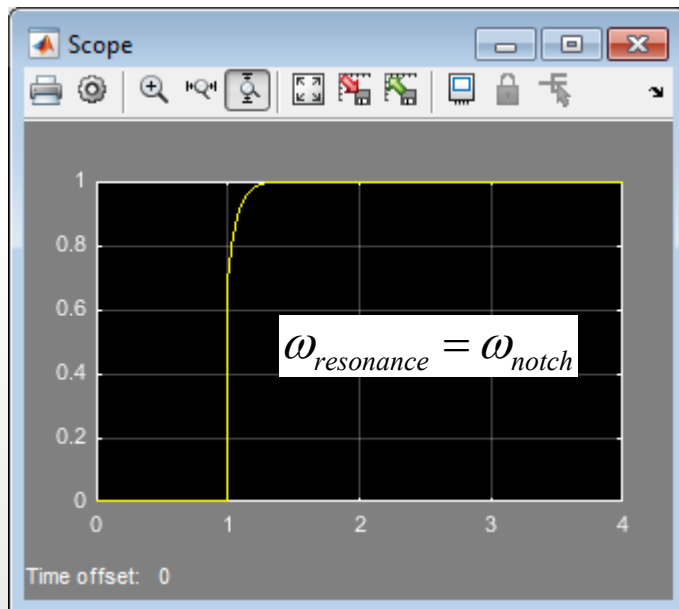 Scope
1
0.8
0.6
ω_resonance = ω_notch
0.4
0.2
0
0 1 2 3 4
Time offset: 0